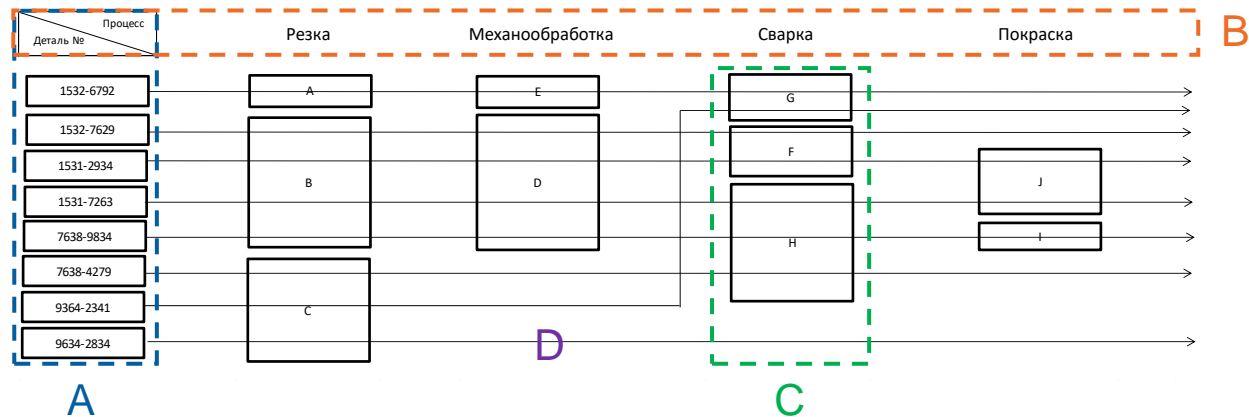 Процесс
Деталь №
Резка
Механообработка
Сварка
Покраска
B
1532-6792
A
E
G
1532-7629
1531-2934
F
1531-7263
B
D
J
7638-9834
H
I
7638-4279
9364-2341
C
9634-2834
D
A
C